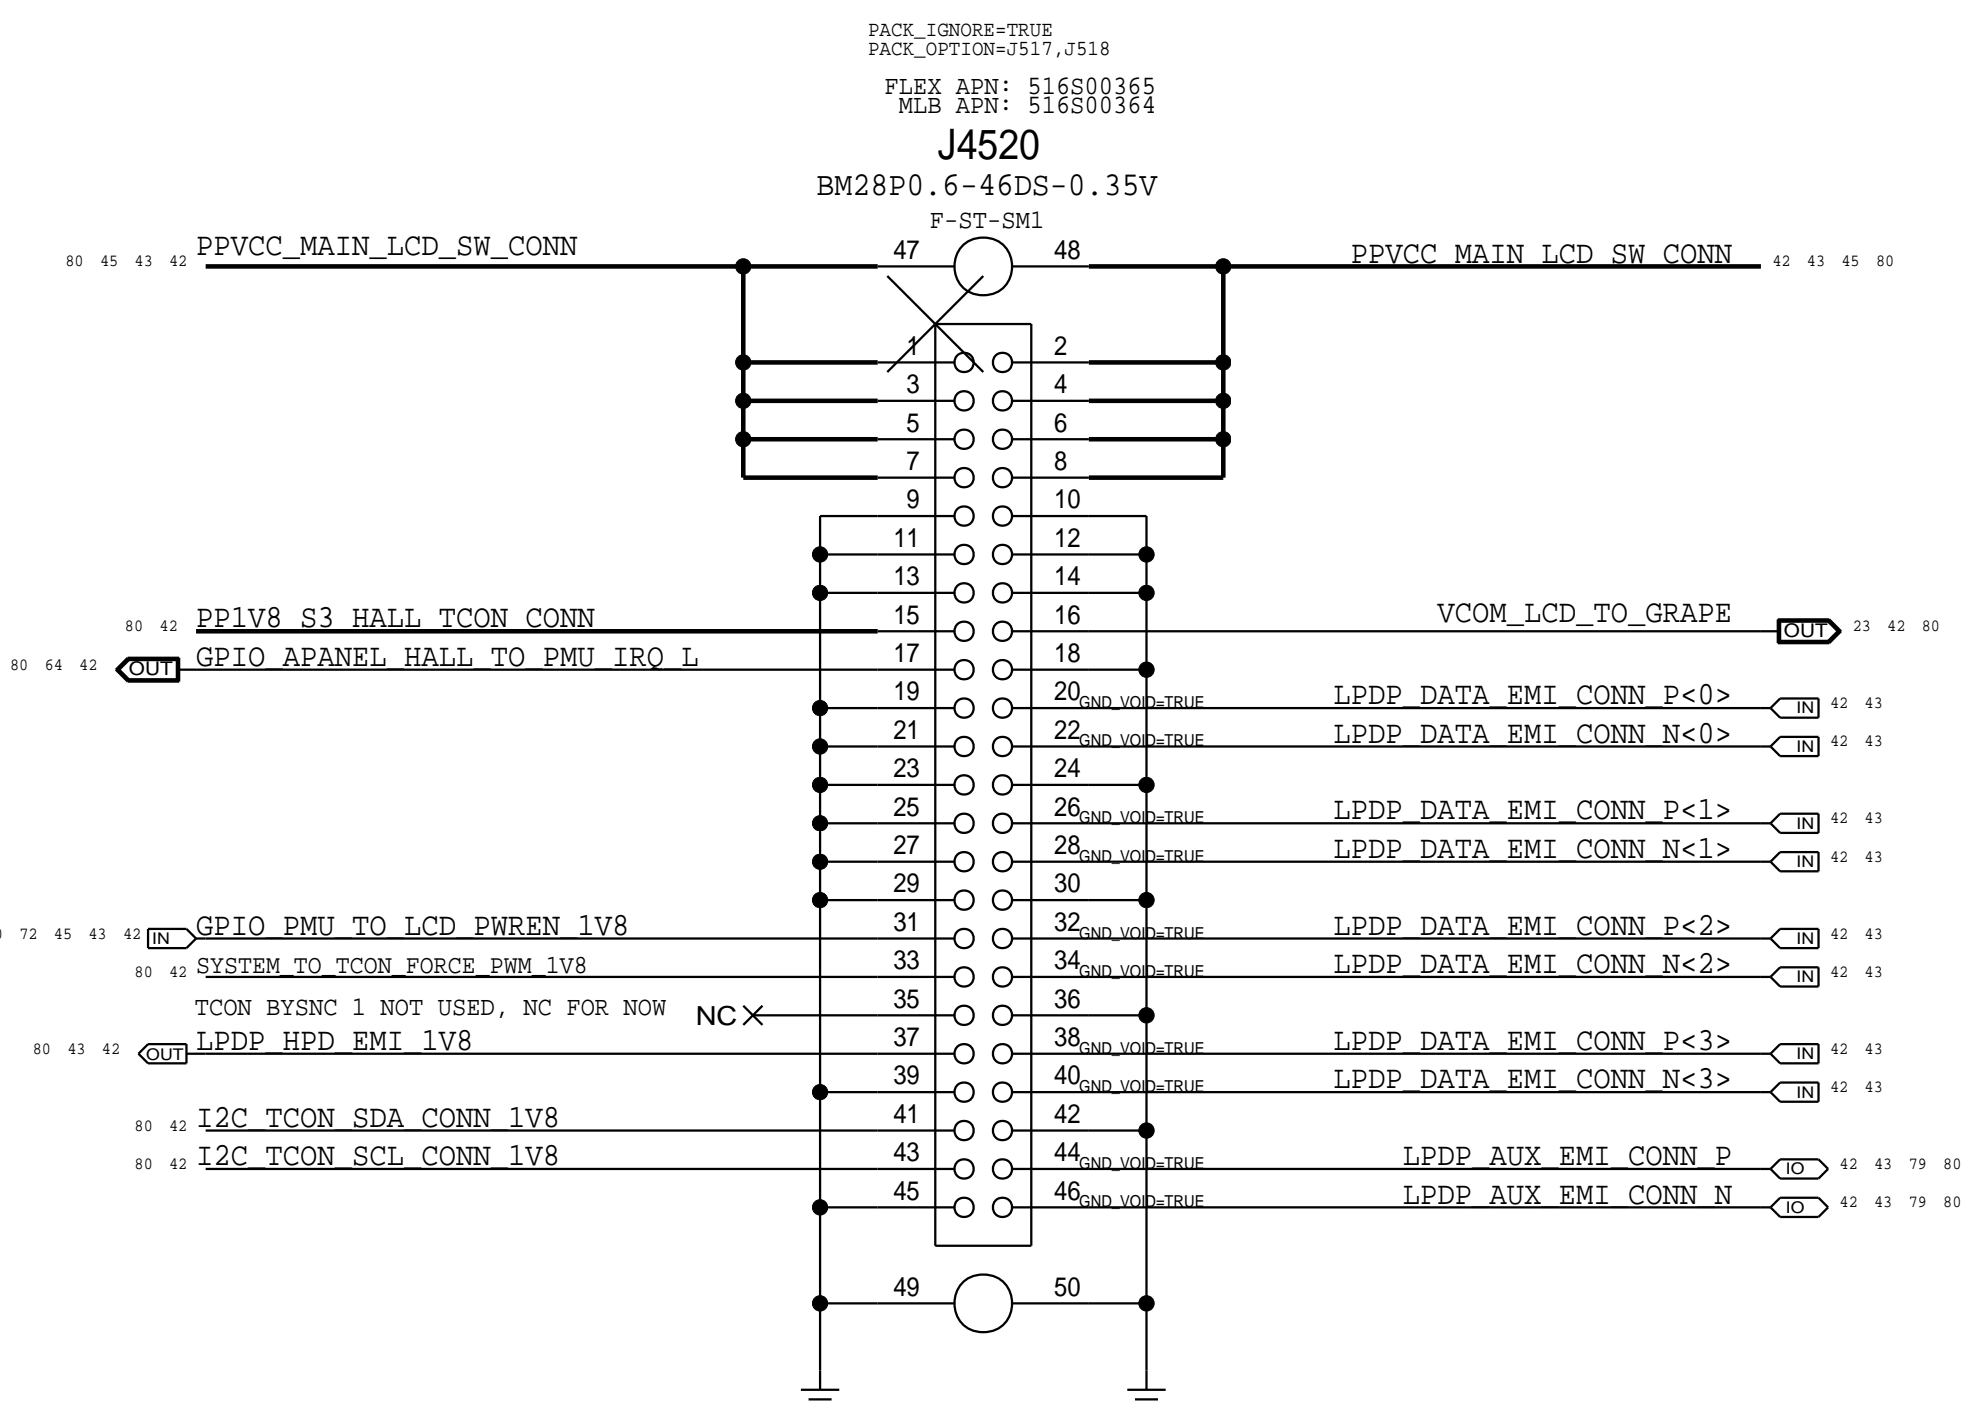 PACK_IGNORE=TRUE
PACK_OPTION=J517,J518
FLEX APN: 516S00365
MLB APN: 516S00364
J4520
BM28P0.6-46DS-0.35V
F-ST-SM1
80 45 43 42 PPVCC_MAIN_LCD_SW_CONN 47 48 PPVCC_MAIN_LCD_SW_CONN 42 43 45 80
1 2
3 4
5 6
7 8
9 10
11 12
13 14
80 42 PP1V8_S3_HALL_TCON_CONN 15 16 VCOM_LCD_TO_GRAPE OUT 23 42 80
80 64 42 OUT GPIO_APANEL_HALL_TO_PMU_IRQ_L 17 18
19 20 GND_VOID=TRUE LPDP_DATA_EMI_CONN_P<0> IN 42 43
21 22 GND_VOID=TRUE LPDP_DATA_EMI_CONN_N<0> IN 42 43
23 24
25 26 GND_VOID=TRUE LPDP_DATA_EMI_CONN_P<1> IN 42 43
27 28 GND_VOID=TRUE LPDP_DATA_EMI_CONN_N<1> IN 42 43
29 30
72 45 43 42 IN GPIO_PMU_TO_LCD_PWREN_1V8 31 32 GND_VOID=TRUE LPDP_DATA_EMI_CONN_P<2> IN 42 43
80 42 SYSTEM_TO_TCON_FORCE_PWM_1V8 33 34 GND_VOID=TRUE LPDP_DATA_EMI_CONN_N<2> IN 42 43
TCON BYSNC 1 NOT USED, NC FOR NOW NC 35 36
80 43 42 OUT LPDP_HPD_EMI_1V8 37 38 GND_VOID=TRUE LPDP_DATA_EMI_CONN_P<3> IN 42 43
39 40 GND_VOID=TRUE LPDP_DATA_EMI_CONN_N<3> IN 42 43
80 42 I2C_TCON_SDA_CONN_1V8 41 42
80 42 I2C_TCON_SCL_CONN_1V8 43 44 GND_VOID=TRUE LPDP_AUX_EMI_CONN_P IO 42 43 79 80
45 46 GND_VOID=TRUE LPDP_AUX_EMI_CONN_N IO 42 43 79 80
49 50